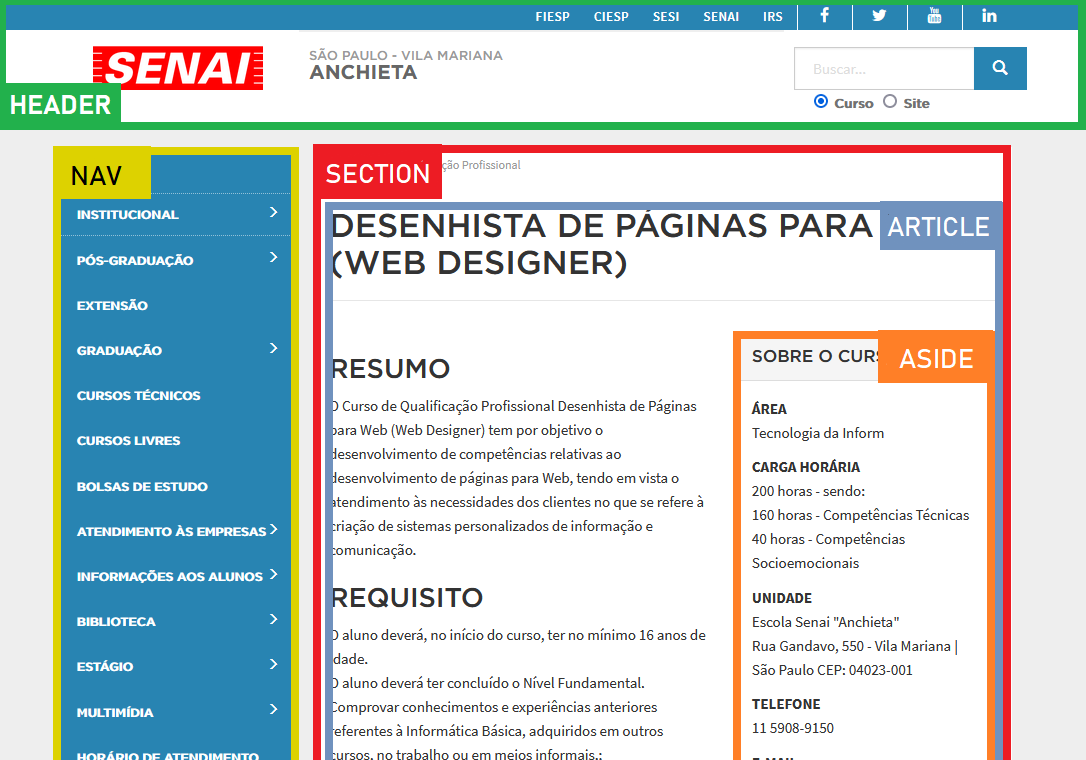 FIESP CIESP SESI SENAI IRS f You Tube in
SENAI
SÃO PAULO - VILA MARIANA
ANCHIETA
Buscar...
Curso Site
HEADER
NAV
INSTITUCIONAL
PÓS-GRADUAÇÃO
EXTENSÃO
GRADUAÇÃO
CURSOS TÉCNICOS
CURSOS LIVRES
BOLSAS DE ESTUDO
ATENDIMENTO ÀS EMPRESAS
INFORMAÇÕES AOS ALUNOS
BIBLIOTECA
ESTÁGIO
MULTIMÍDIA
HORÁRIO DE ATENDIMENTO
SECTION
ção Profissional
ARTICLE
DESENHISTA DE PÁGINAS PARA
(WEB DESIGNER)
RESUMO
O Curso de Qualificação Profissional Desenhista de Páginas
para Web (Web Designer) tem por objetivo o
desenvolvimento de competências relativas ao
desenvolvimento de páginas para Web, tendo em vista o
atendimento às necessidades dos clientes no que se refere à
criação de sistemas personalizados de informação e
comunicação.
REQUISITO
O aluno deverá, no início do curso, ter no mínimo 16 anos de
idade.
O aluno deverá ter concluído o Nível Fundamental.
Comprovar conhecimentos e experiências anteriores
referentes à Informática Básica, adquiridos em outros
cursos, no trabalho ou em meios informais.;
ASIDE
SOBRE O CURS
ÁREA
Tecnologia da Inform
CARGA HORÁRIA
200 horas - sendo:
160 horas - Competências Técnicas
40 horas - Competências
Socioemocionais
UNIDADE
Escola Senai "Anchieta"
Rua Gandavo, 550 - Vila Mariana |
São Paulo CEP: 04023-001
TELEFONE
11 5908-9150